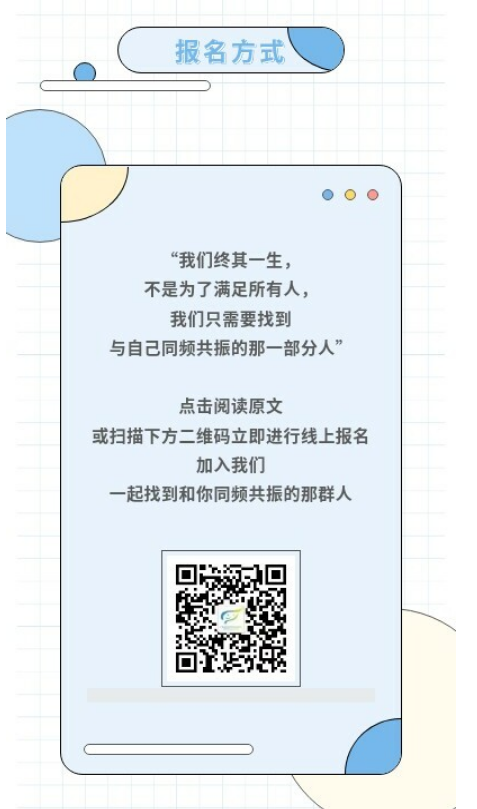 报名方式
“我们终其一生，
不是为了满足所有人，
我们只需要找到
与自己同频共振的那一部分人”
点击阅读原文
或扫描下方二维码立即进行线上报名
加入我们
一起找到和你同频共振的那群人